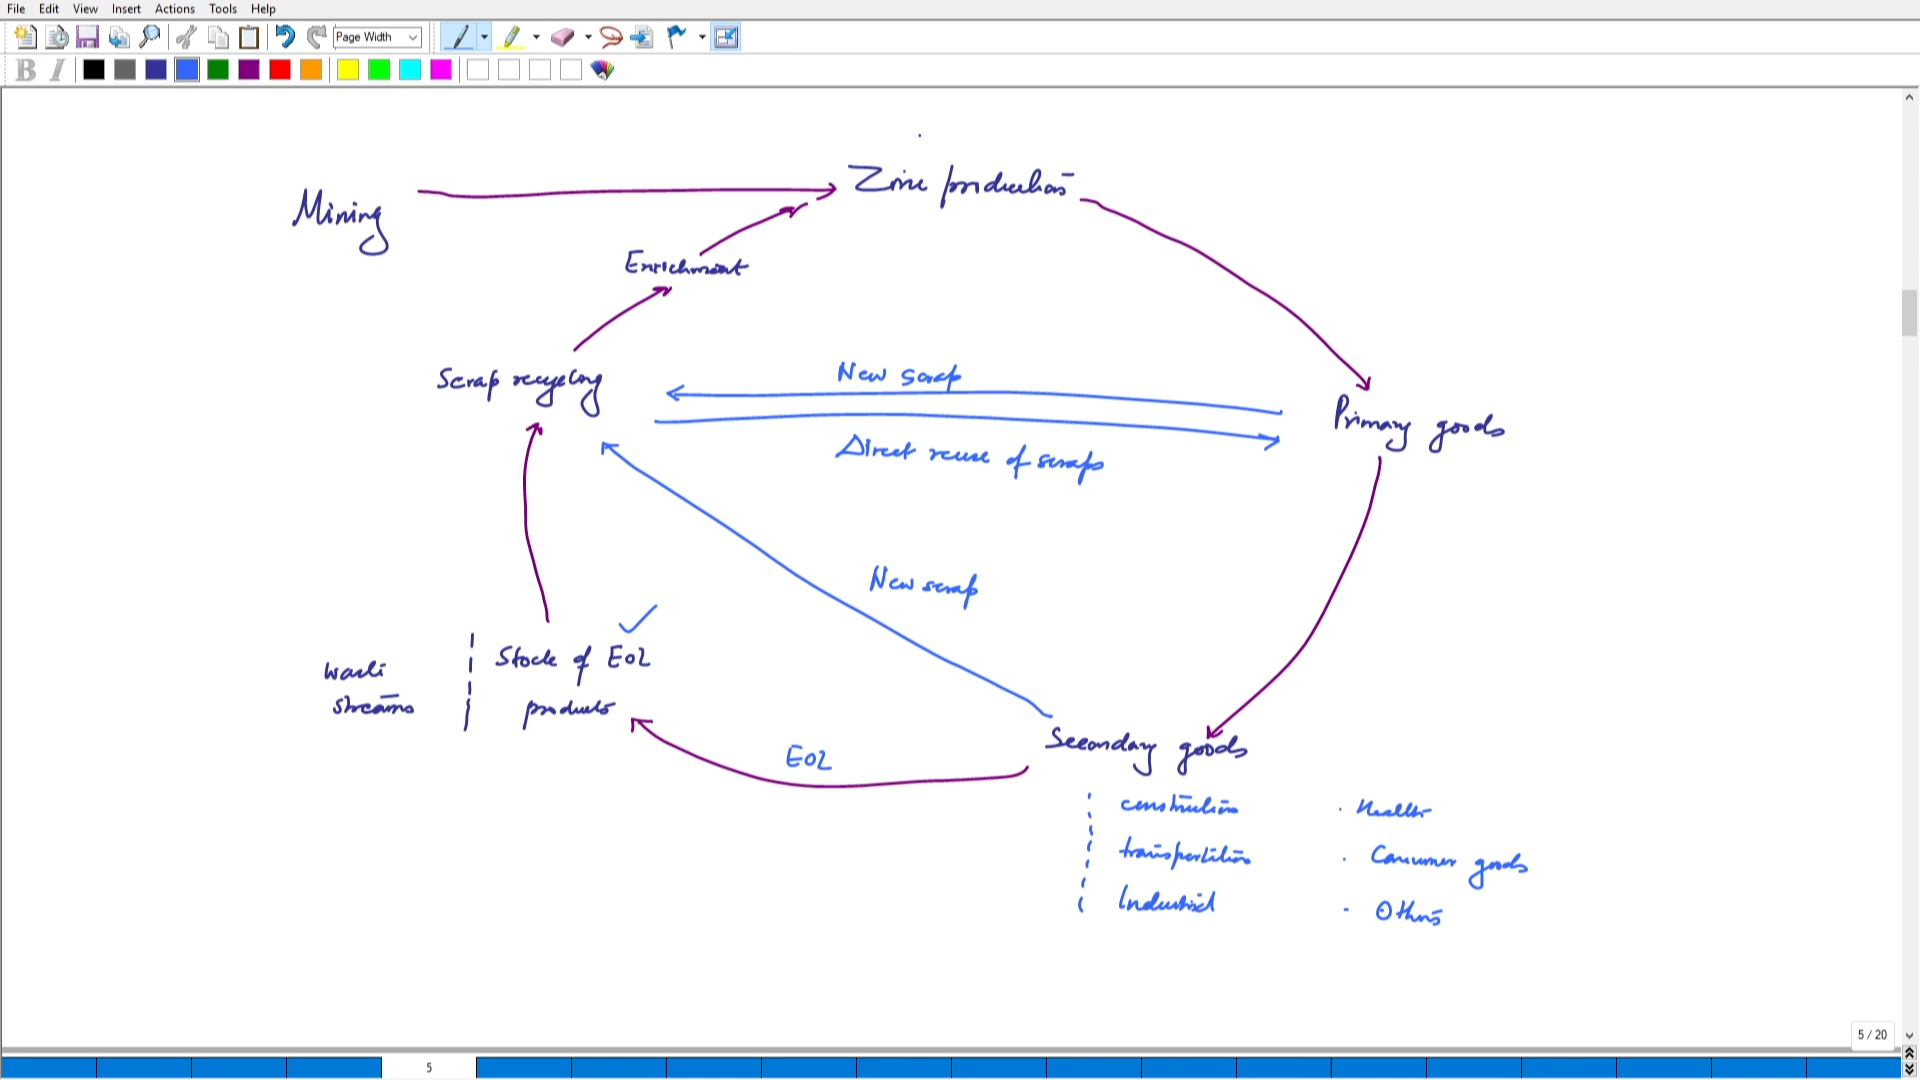 File Edit View Insert Actions Tools Help
Page Width
B I
Zinc production
Mining
Enrichment
Scrap recycling
New scrap
Primary goods
Direct reuse of scraps
New scrap
Stock of EoL
products
waste
streams
EoL
Secondary goods
construction
transportation
Industrial
. Health
. Consumer goods
- Others
5 / 20
5